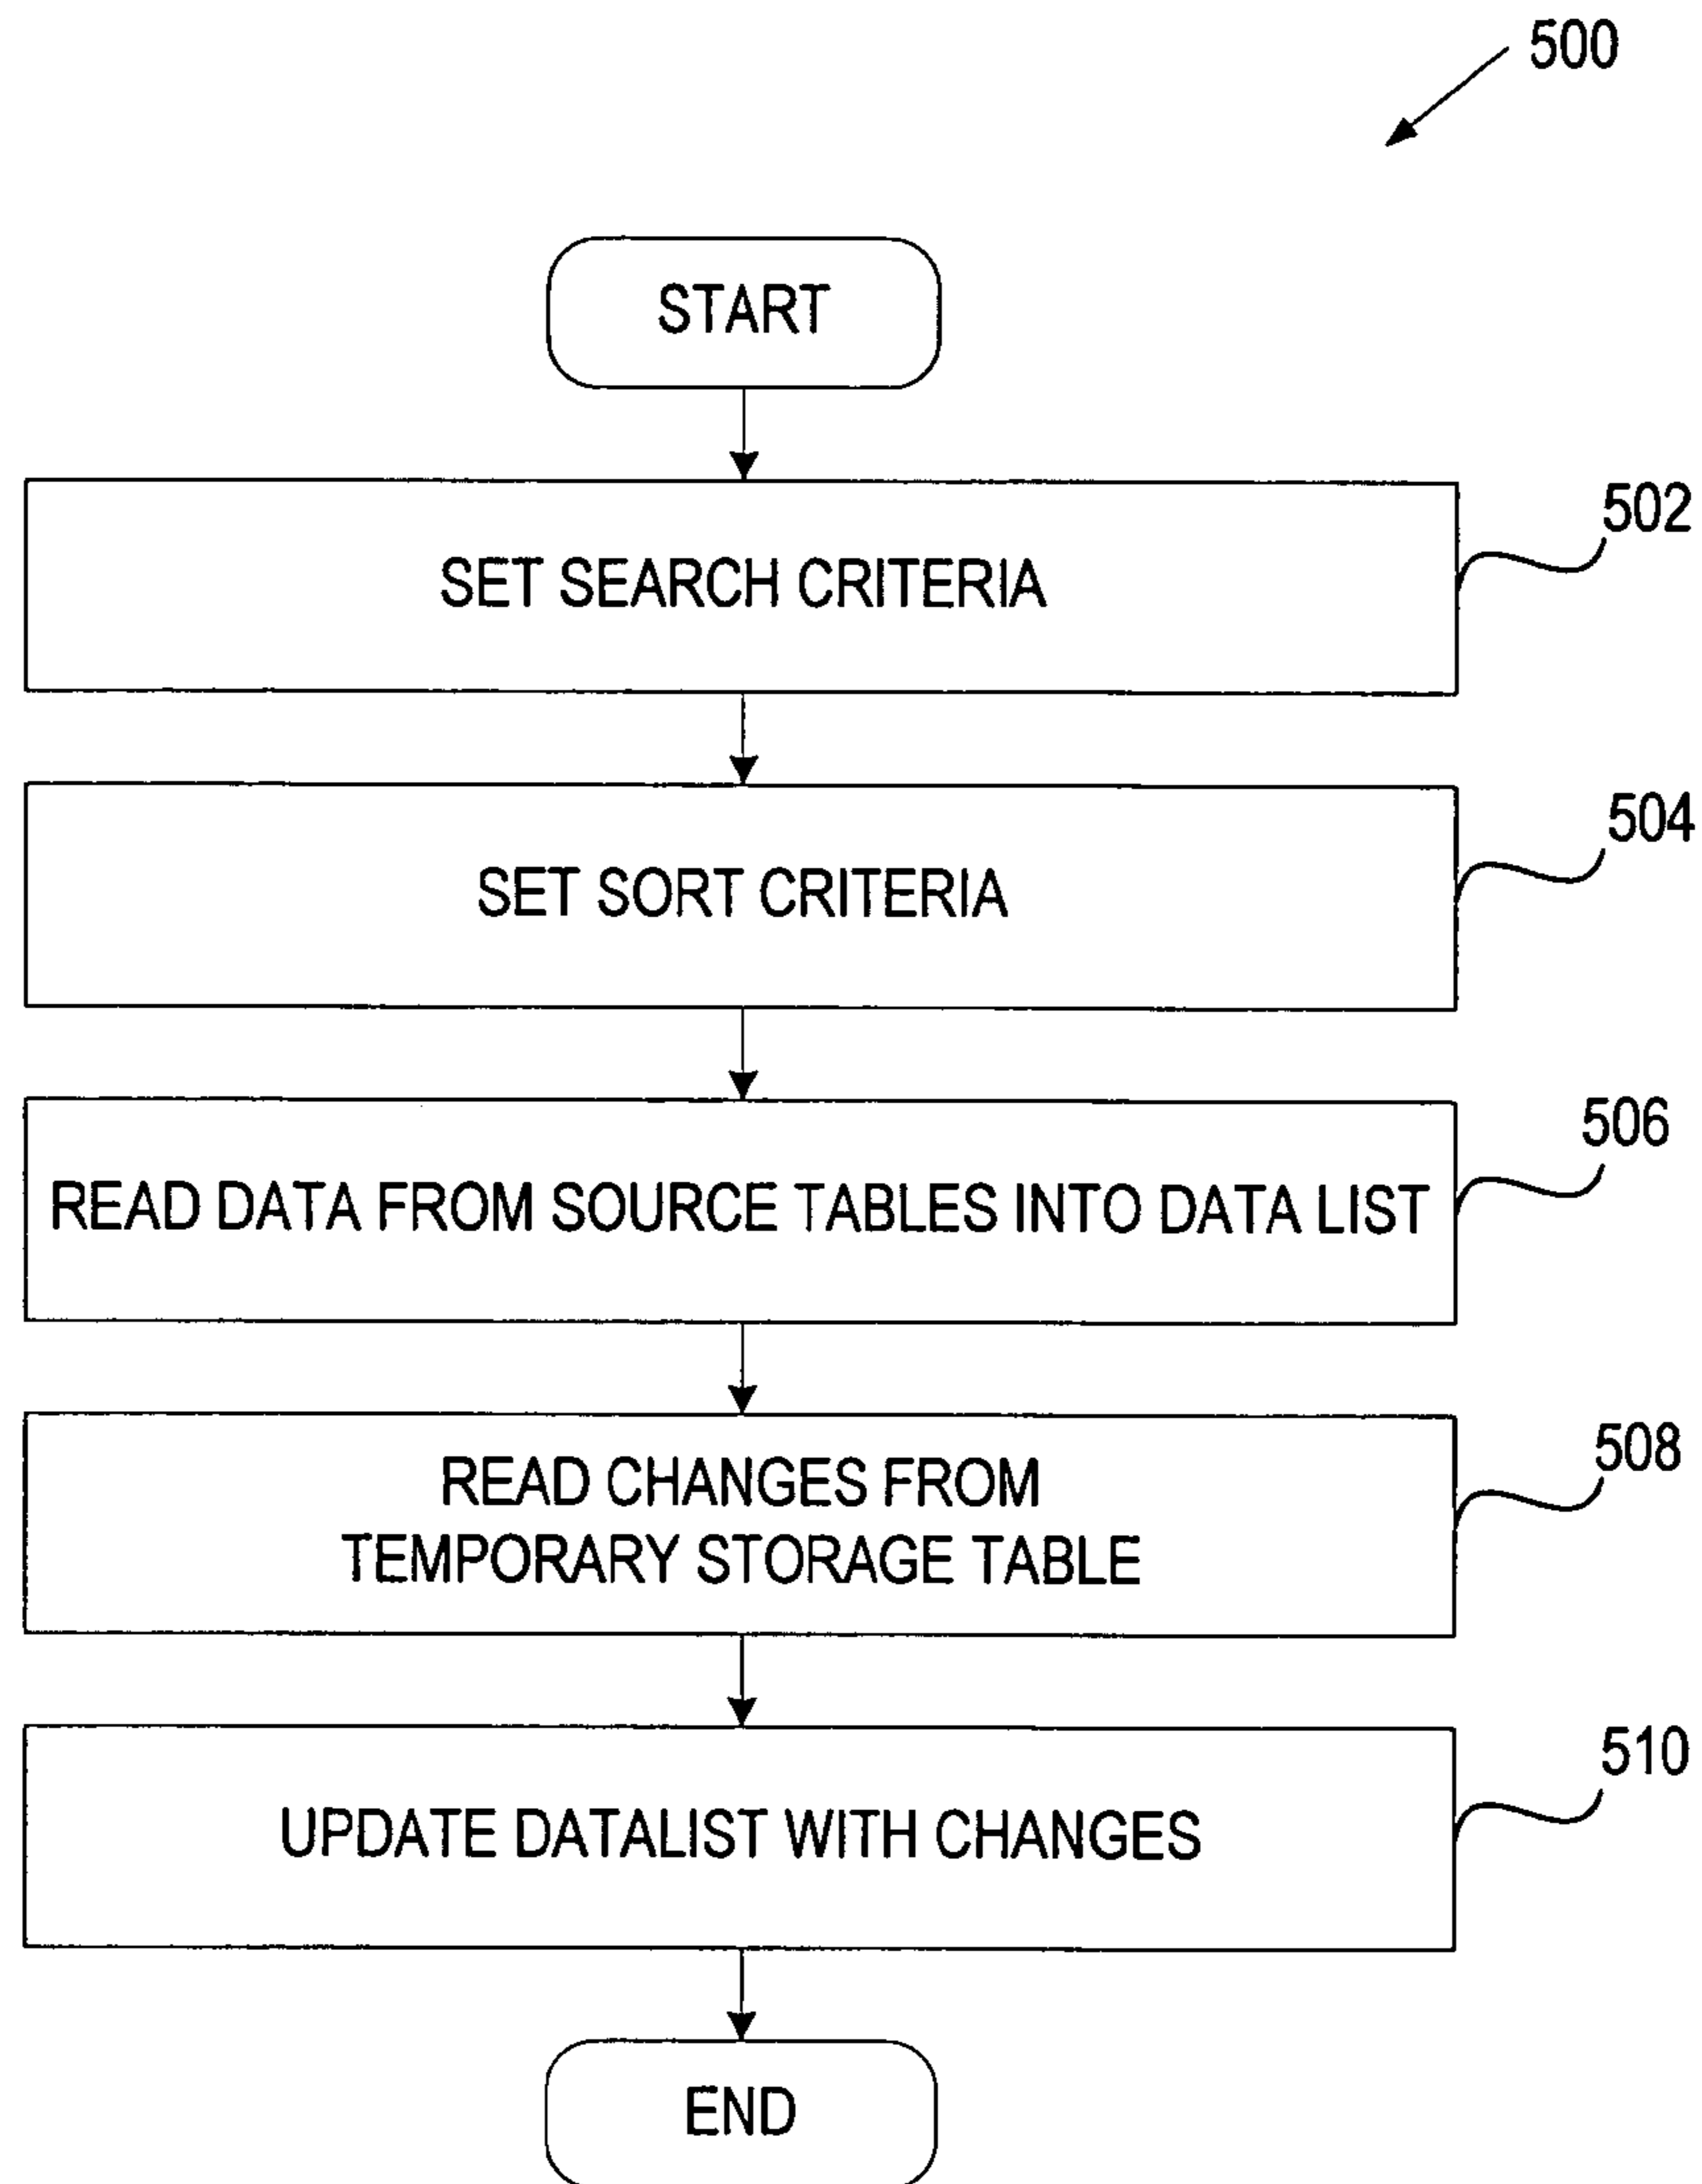 500
START
502
SET SEARCH CRITERIA
504
SET SORT CRITERIA
506
READ DATA FROM SOURCE TABLES INTO DATA LIST
508
READ CHANGES FROM
TEMPORARY STORAGE TABLE
510
UPDATE DATALIST WITH CHANGES
END